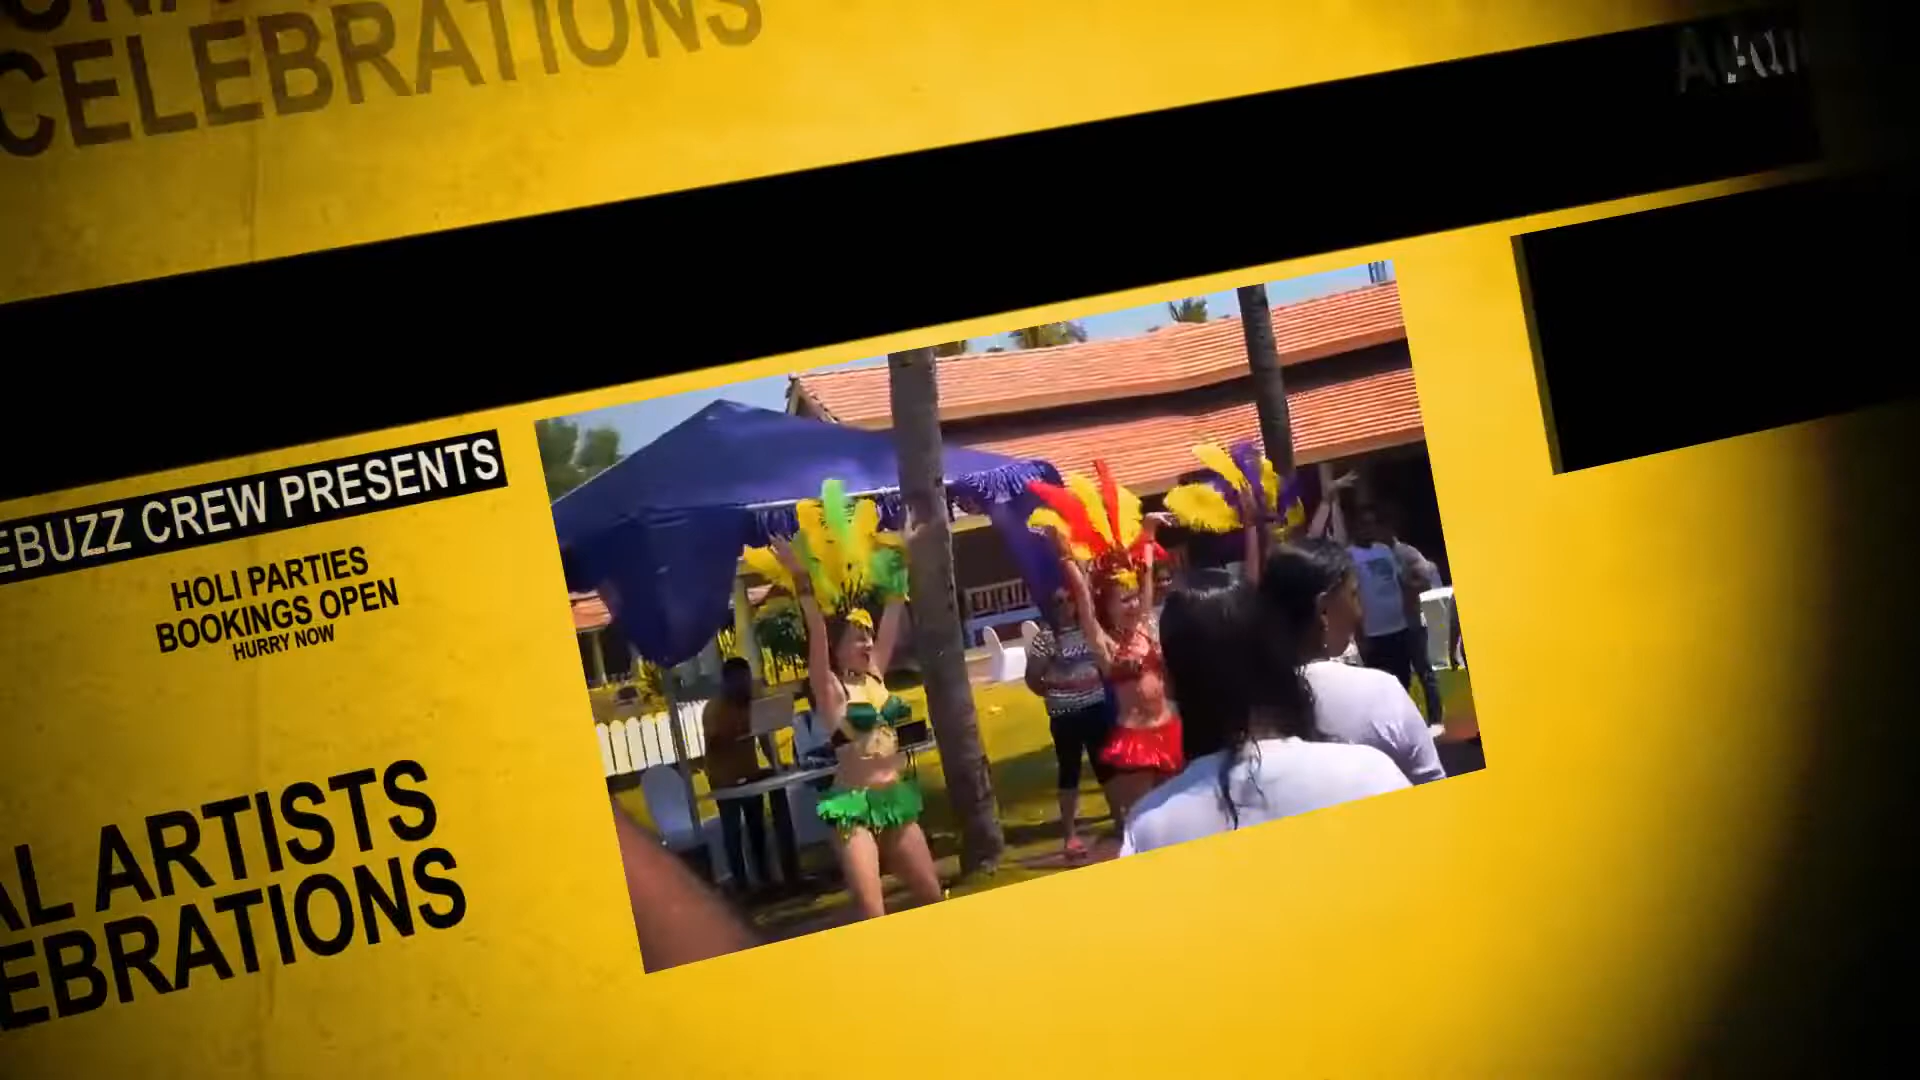 CELEBRATIONS
EBUZZ CREW PRESENTS
HOLI PARTIES
BOOKINGS OPEN
HURRY NOW
AL ARTISTS
EBRATIONS